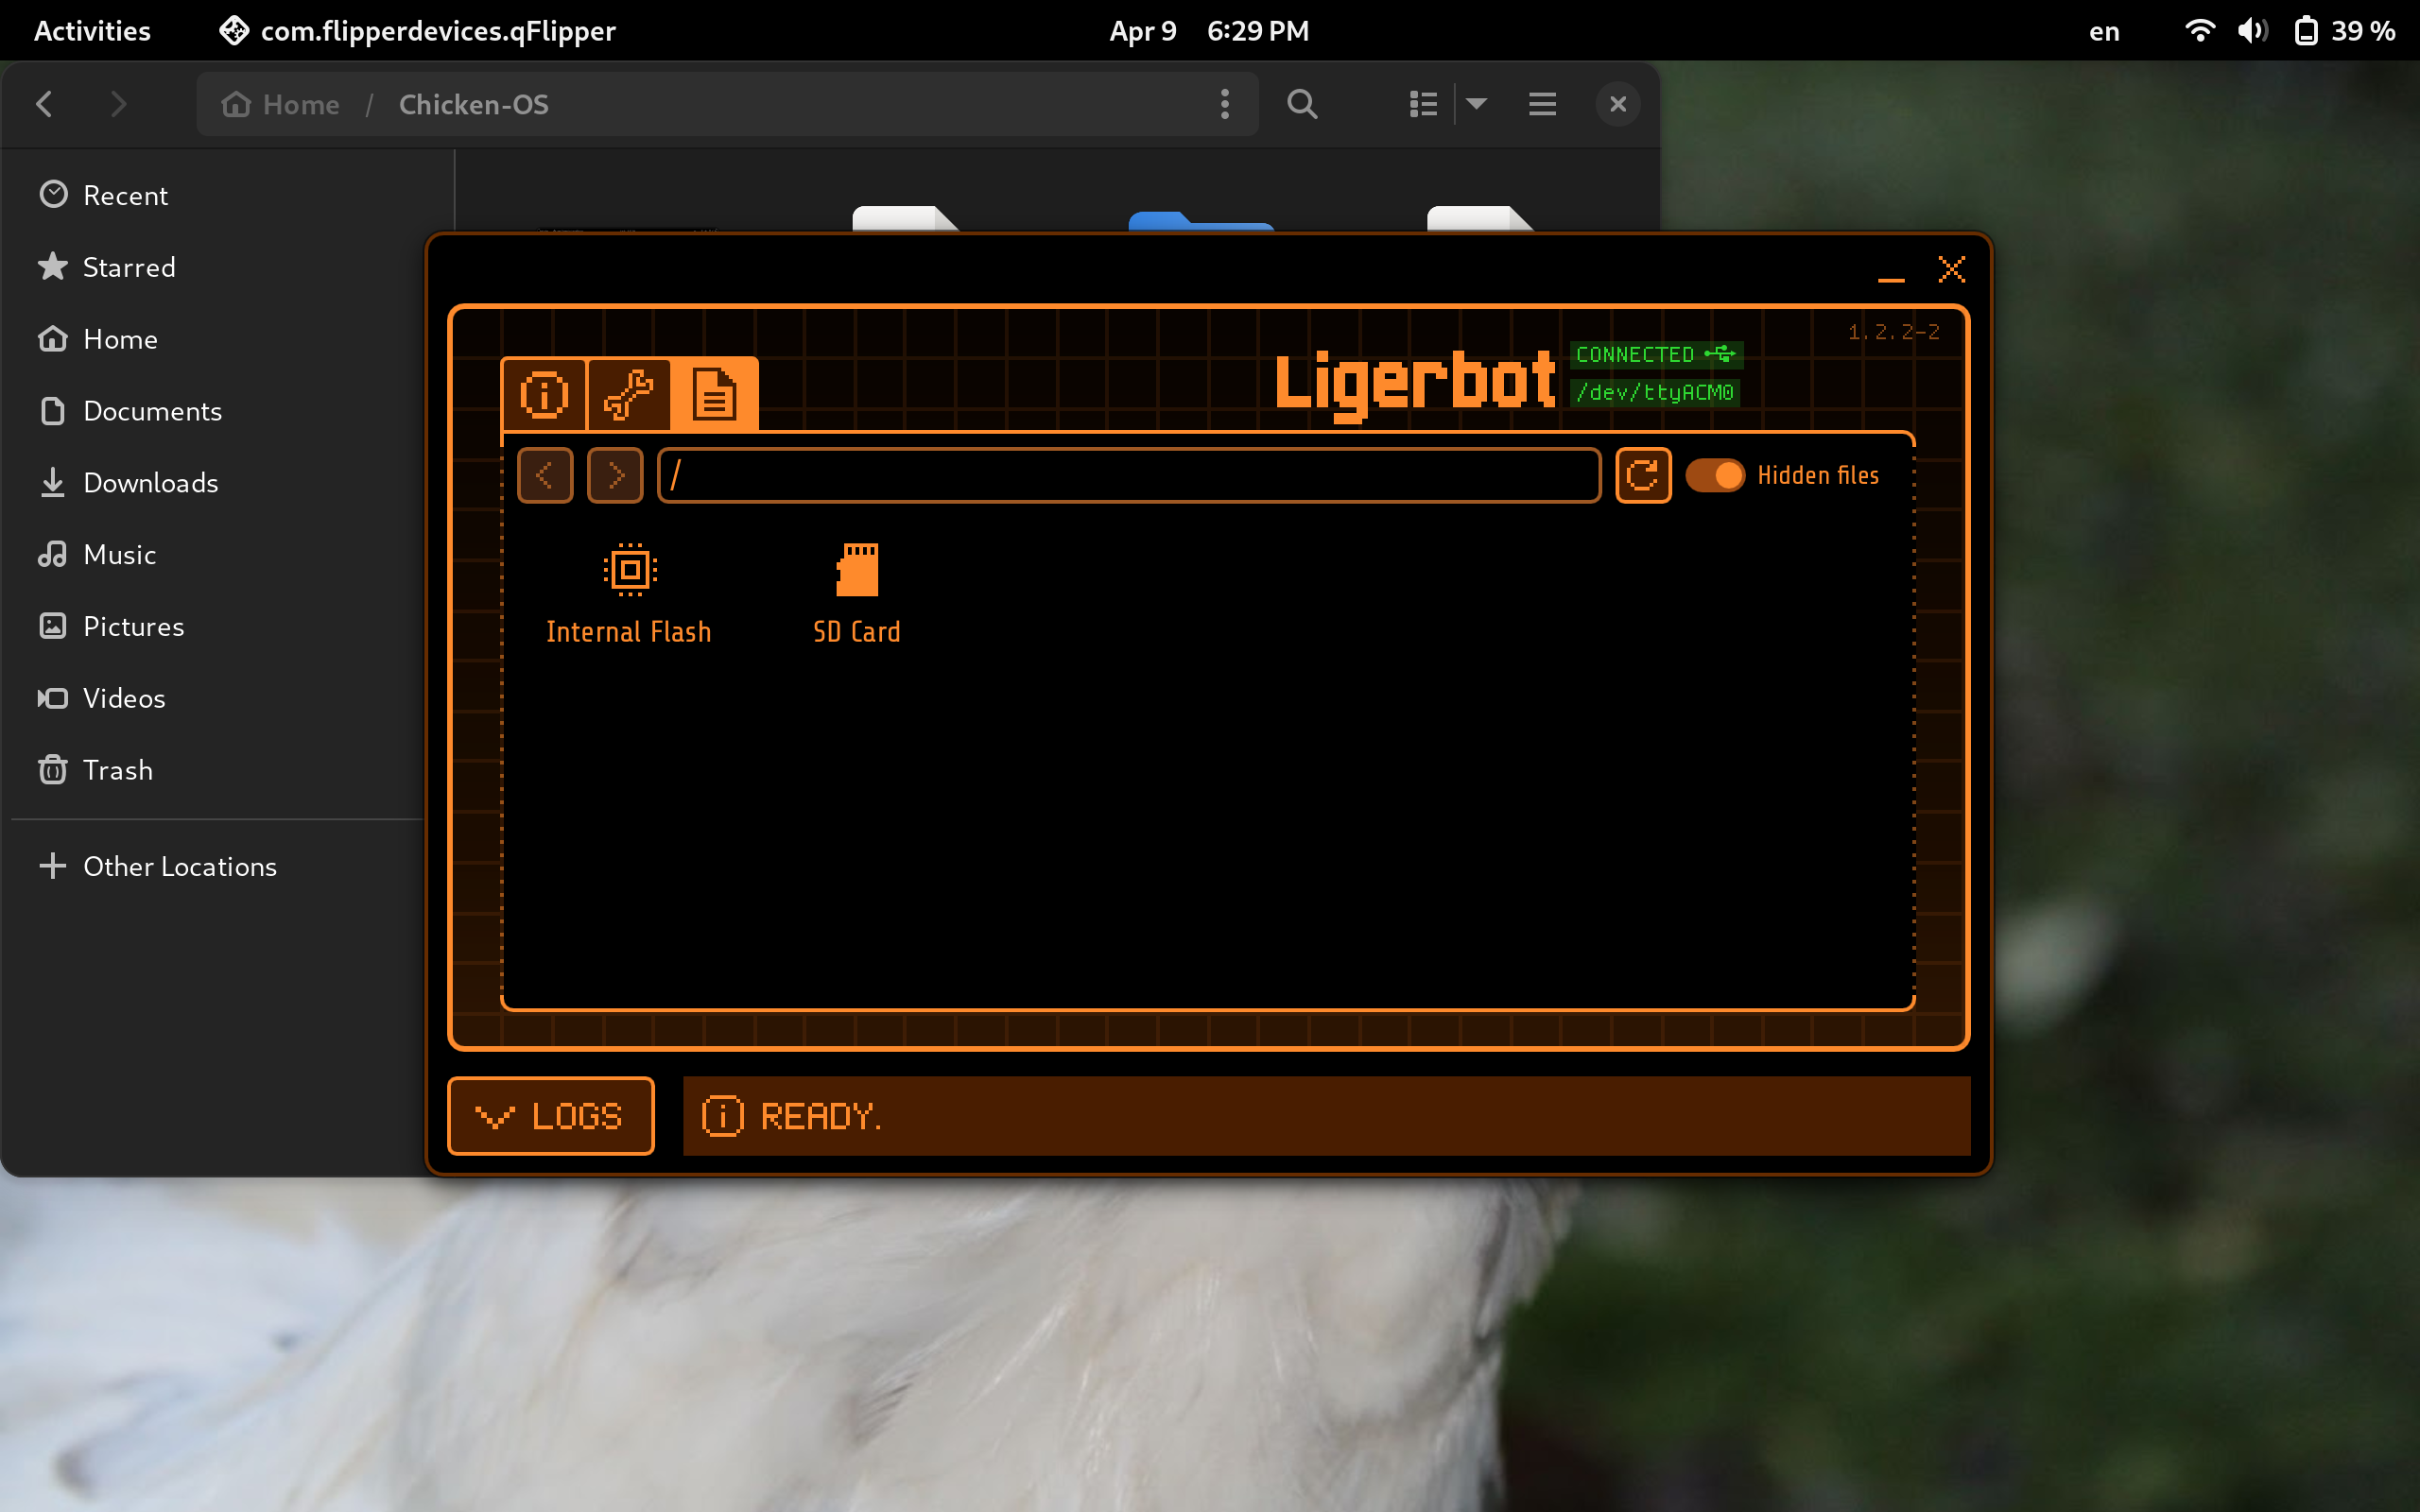 Activities
com.flipperdevices.qFlipper
Apr 9 6:29 PM
en
39 %
Home / Chicken-OS
Recent
Starred
Home
Documents
Downloads
Music
Pictures
Videos
Trash
Other Locations
1.2.2-2
Ligerbot
CONNECTED
/dev/ttyACM0
/
Hidden files
Internal Flash
SD Card
LOGS
READY.